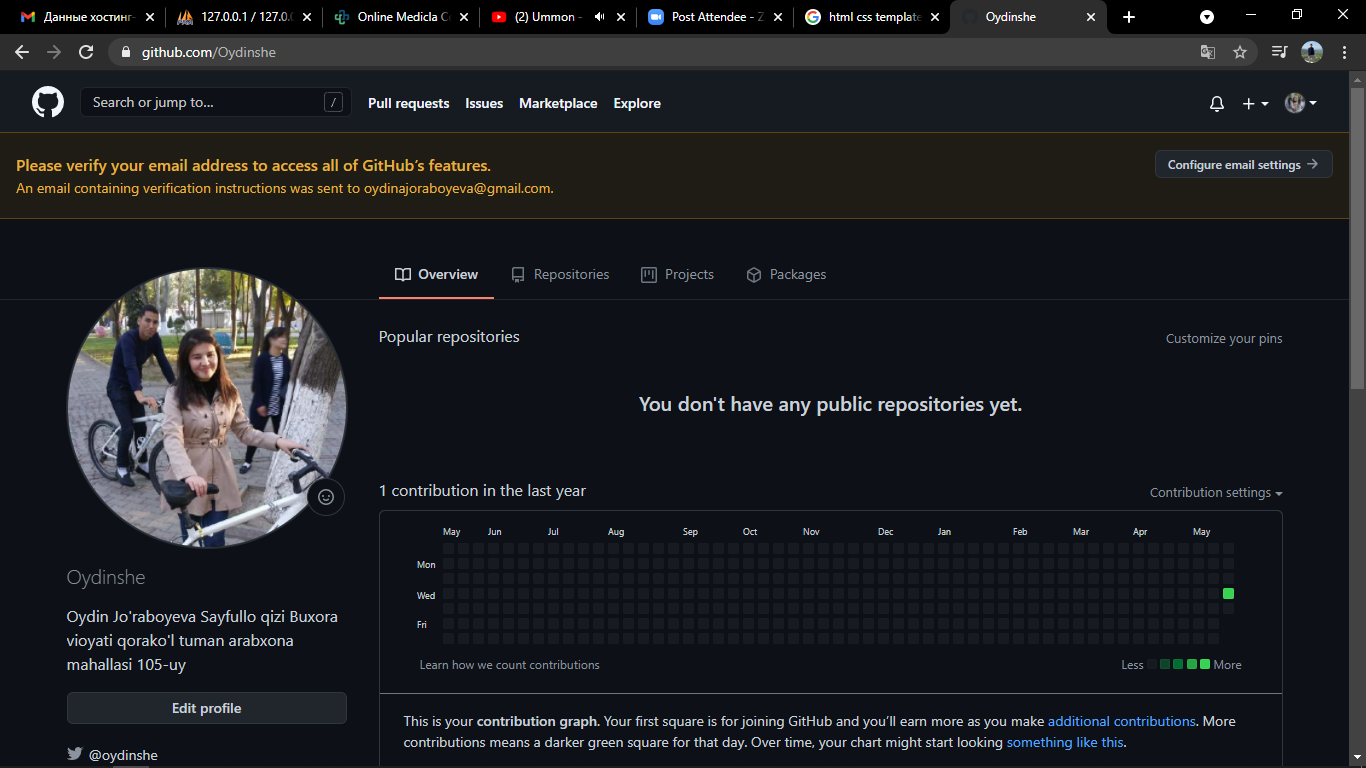 Данные хостинг-
127.0.0.1 / 127.0.
Online Medicla C
(2) Ummon -
Post Attendee - Z
html css template
Oydinshe
github.com/Oydinshe
Search or jump to...
/
Pull requests
Issues
Marketplace
Explore
Please verify your email address to access all of GitHub's features.
An email containing verification instructions was sent to oydinajoraboyeva@gmail.com.
Configure email settings
Overview
Repositories
Projects
Packages
Popular repositories
Customize your pins
You don't have any public repositories yet.
1 contribution in the last year
Contribution settings
May Jun Jul Aug Sep Oct Nov Dec Jan Feb Mar Apr May
Mon
Wed
Fri
Learn how we count contributions
Less More
This is your contribution graph. Your first square is for joining GitHub and you'll earn more as you make additional contributions. More
contributions means a darker green square for that day. Over time, your chart might start looking something like this.
Oydinshe
Oydin Jo'raboyeva Sayfullo qizi Buxora
vioyati qorako'l tuman arabxona
mahallasi 105-uy
Edit profile
@oydinshe